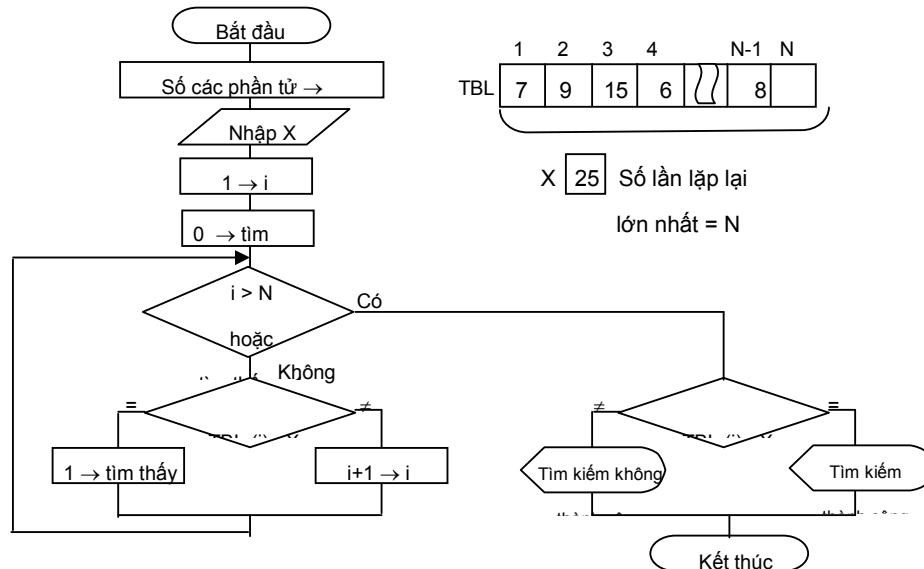 Bắt đầu
Số các phần tử →
Nhập X
1 → i
0 → tìm
i > N
hoặc
Có
Không
=
≠
1 → tìm thấy
i+1 → i
1 2 3 4 N-1 N
TBL 7 9 15 6 8
X 25 Số lần lặp lại
lớn nhất = N
≠
=
Tìm kiếm không
Tìm kiếm
Kết thúc